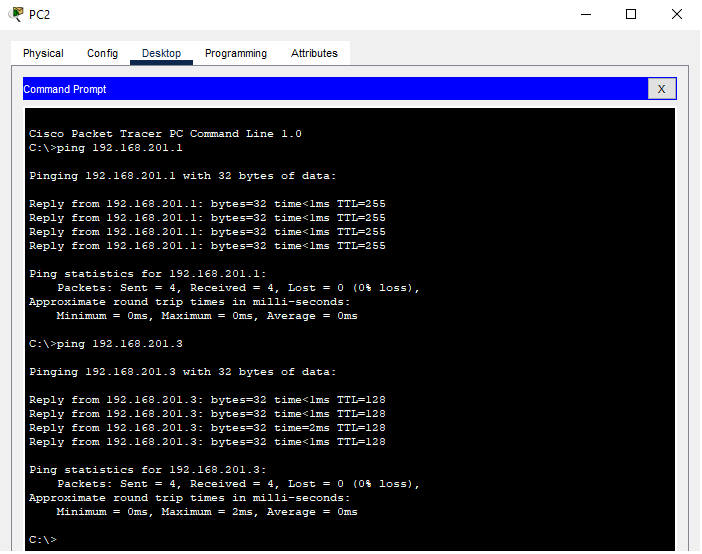 PC2
Physical Config Desktop Programming Attributes
Command Prompt X
Cisco Packet Tracer PC Command Line 1.0
C:\>ping 192.168.201.1
Pinging 192.168.201.1 with 32 bytes of data:
Reply from 192.168.201.1: bytes=32 time<1ms TTL=255
Reply from 192.168.201.1: bytes=32 time<1ms TTL=255
Reply from 192.168.201.1: bytes=32 time<1ms TTL=255
Reply from 192.168.201.1: bytes=32 time<1ms TTL=255
Ping statistics for 192.168.201.1:
    Packets: Sent = 4, Received = 4, Lost = 0 (0% loss),
Approximate round trip times in milli-seconds:
    Minimum = 0ms, Maximum = 0ms, Average = 0ms
C:\>ping 192.168.201.3
Pinging 192.168.201.3 with 32 bytes of data:
Reply from 192.168.201.3: bytes=32 time<1ms TTL=128
Reply from 192.168.201.3: bytes=32 time<1ms TTL=128
Reply from 192.168.201.3: bytes=32 time=2ms TTL=128
Reply from 192.168.201.3: bytes=32 time<1ms TTL=128
Ping statistics for 192.168.201.3:
    Packets: Sent = 4, Received = 4, Lost = 0 (0% loss),
Approximate round trip times in milli-seconds:
    Minimum = 0ms, Maximum = 2ms, Average = 0ms
C:\>